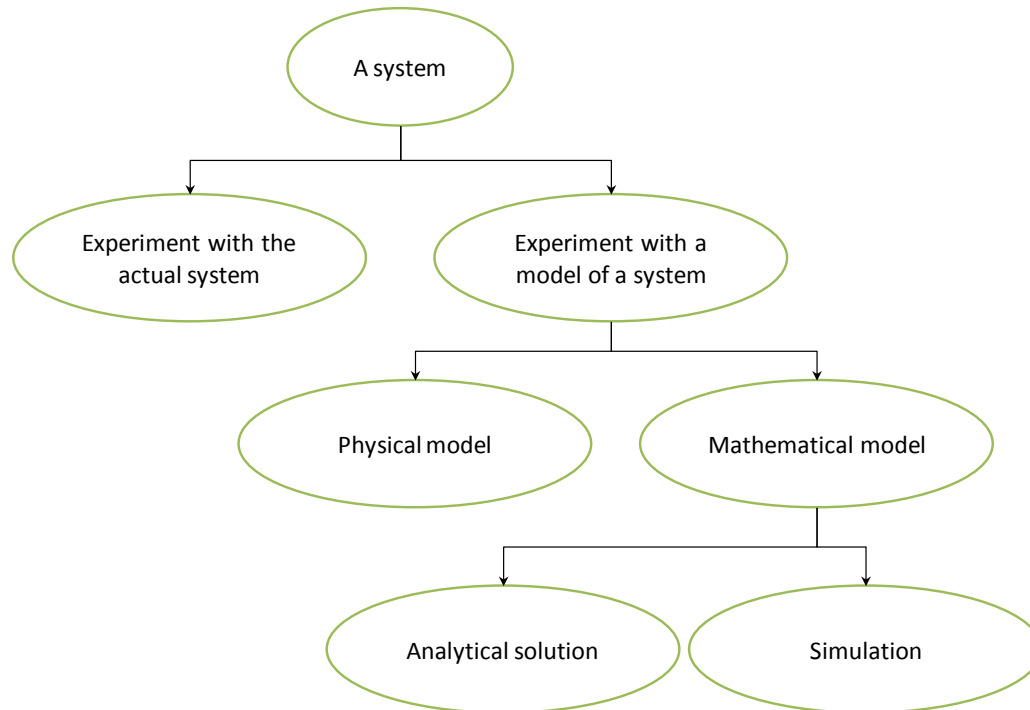 A system
Experiment with the
actual system
Experiment with a
model of a system
Physical model
Mathematical model
Analytical solution
Simulation